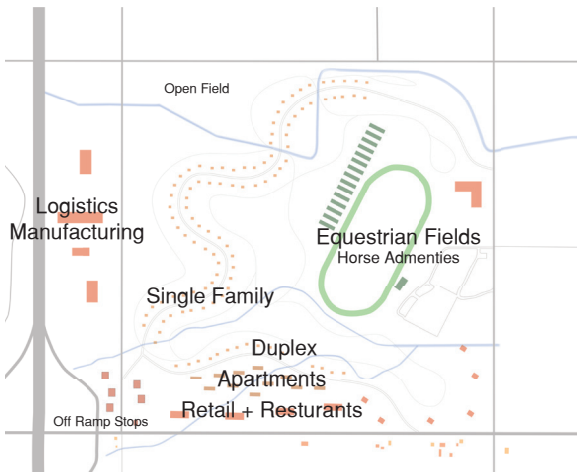 Open Field
Logistics
Manufacturing
Equestrian Fields
Horse Admenties
Single Family
Duplex
Apartments
Retail + Resturants
Off Ramp Stops